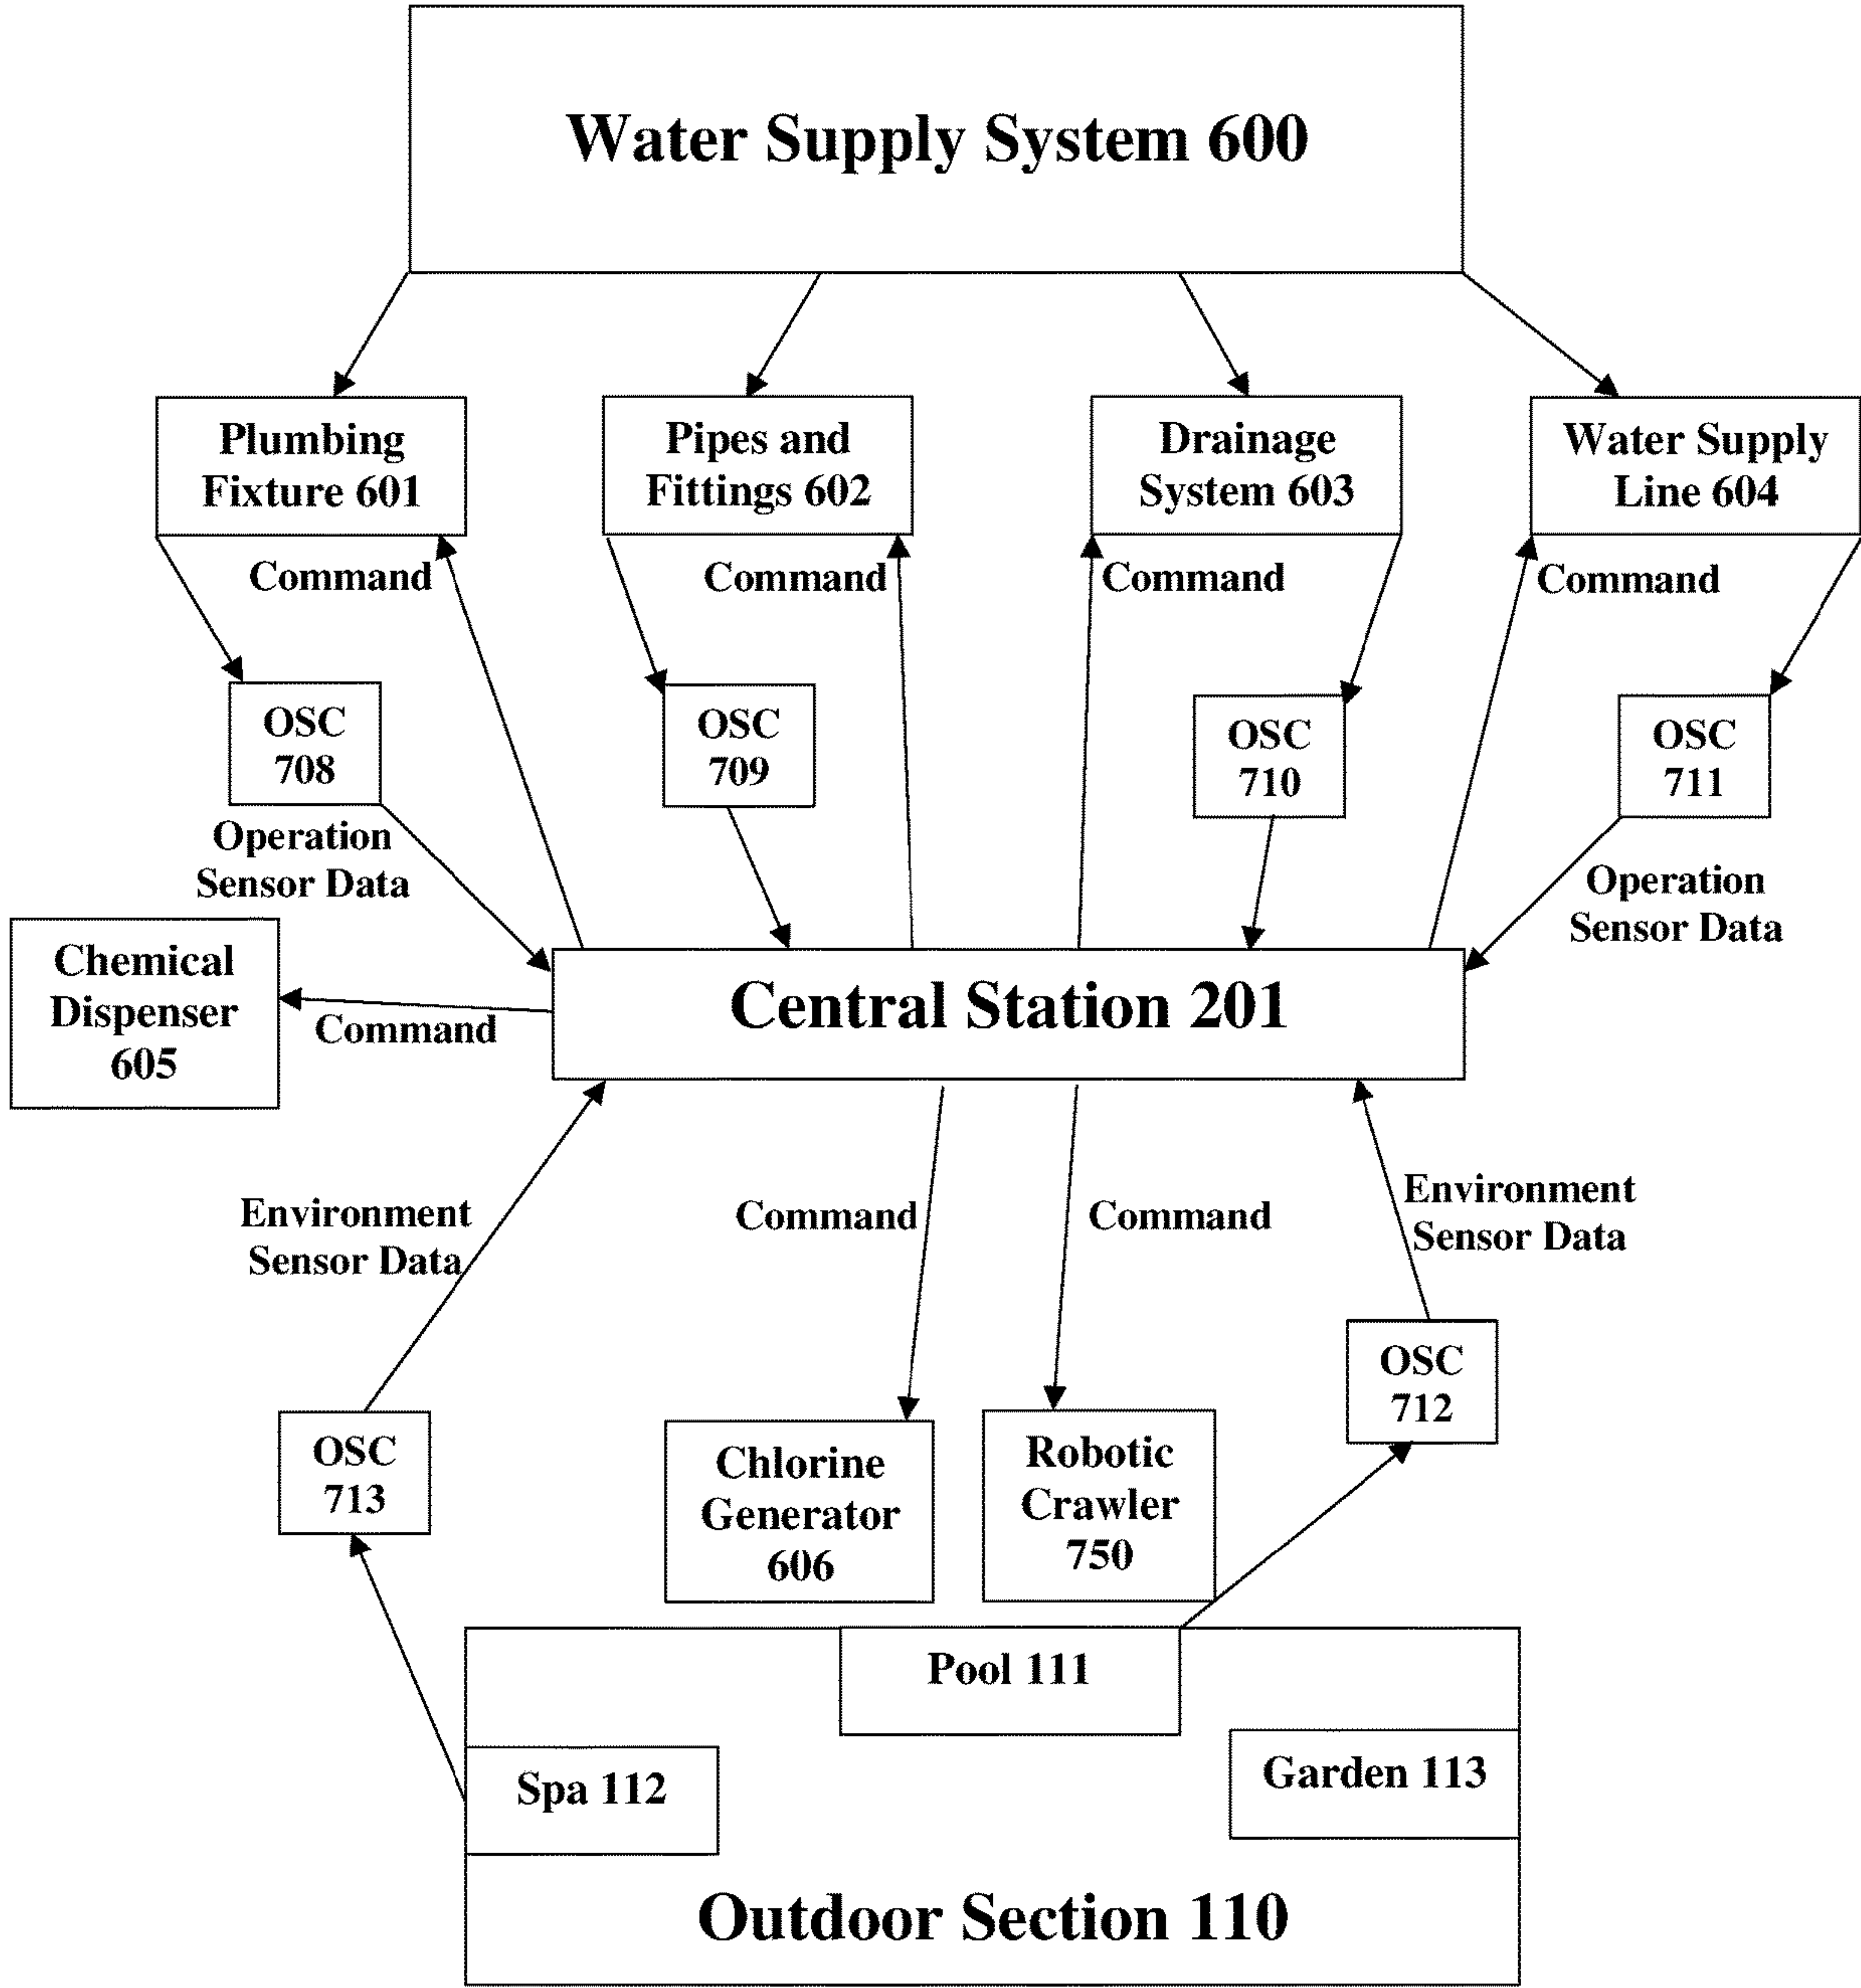 Water Supply System 600
Plumbing
Fixture 601
Pipes and
Fittings 602
Drainage
System 603
Water Supply
Line 604
Command
Command
Command
Command
OSC
708
OSC
709
OSC
710
OSC
711
Operation
Sensor Data
Operation
Sensor Data
Chemical
Dispenser
605
Command
Central Station 201
Environment
Sensor Data
Command
Command
Environment
Sensor Data
OSC
713
Chlorine
Generator
606
Robotic
Crawler
750
OSC
712
Pool 111
Spa 112
Garden 113
Outdoor Section 110